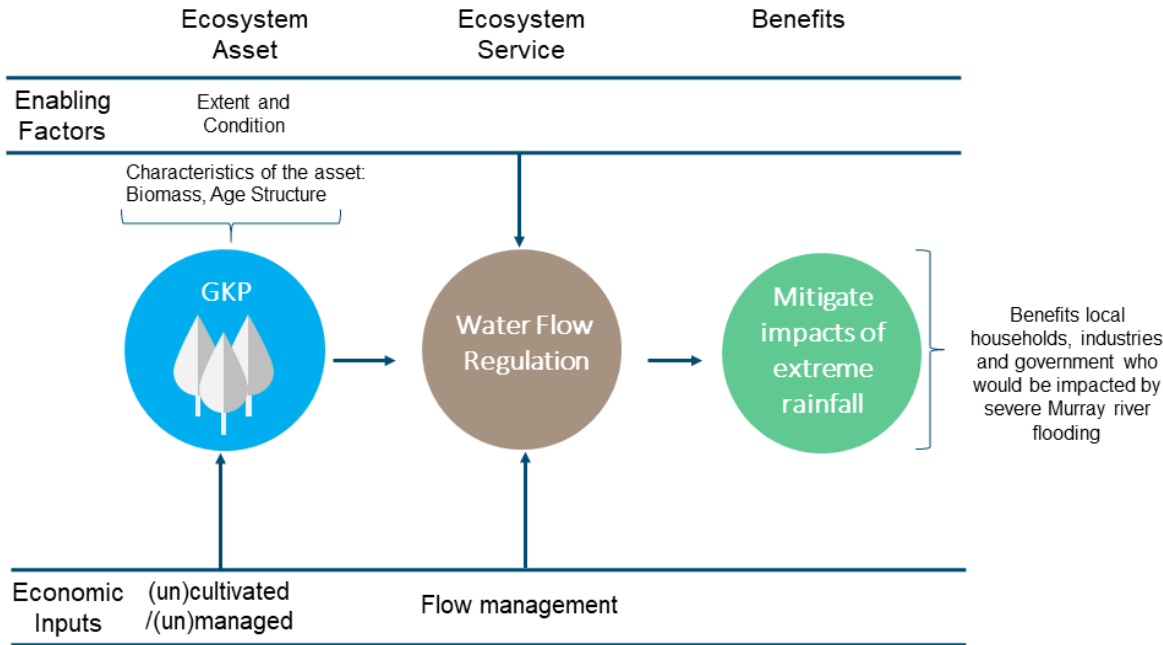 Ecosystem
Asset
Ecosystem
Service
Benefits
Enabling
Factors
Extent and
Condition
Characteristics of the asset:
Biomass, Age Structure
GKP
Water Flow
Regulation
Mitigate
impacts of
extreme
rainfall
Benefits local
households, industries
and government who
would be impacted by
severe Murray river
flooding
Economic
Inputs
(un)cultivated
/(un)managed
Flow management